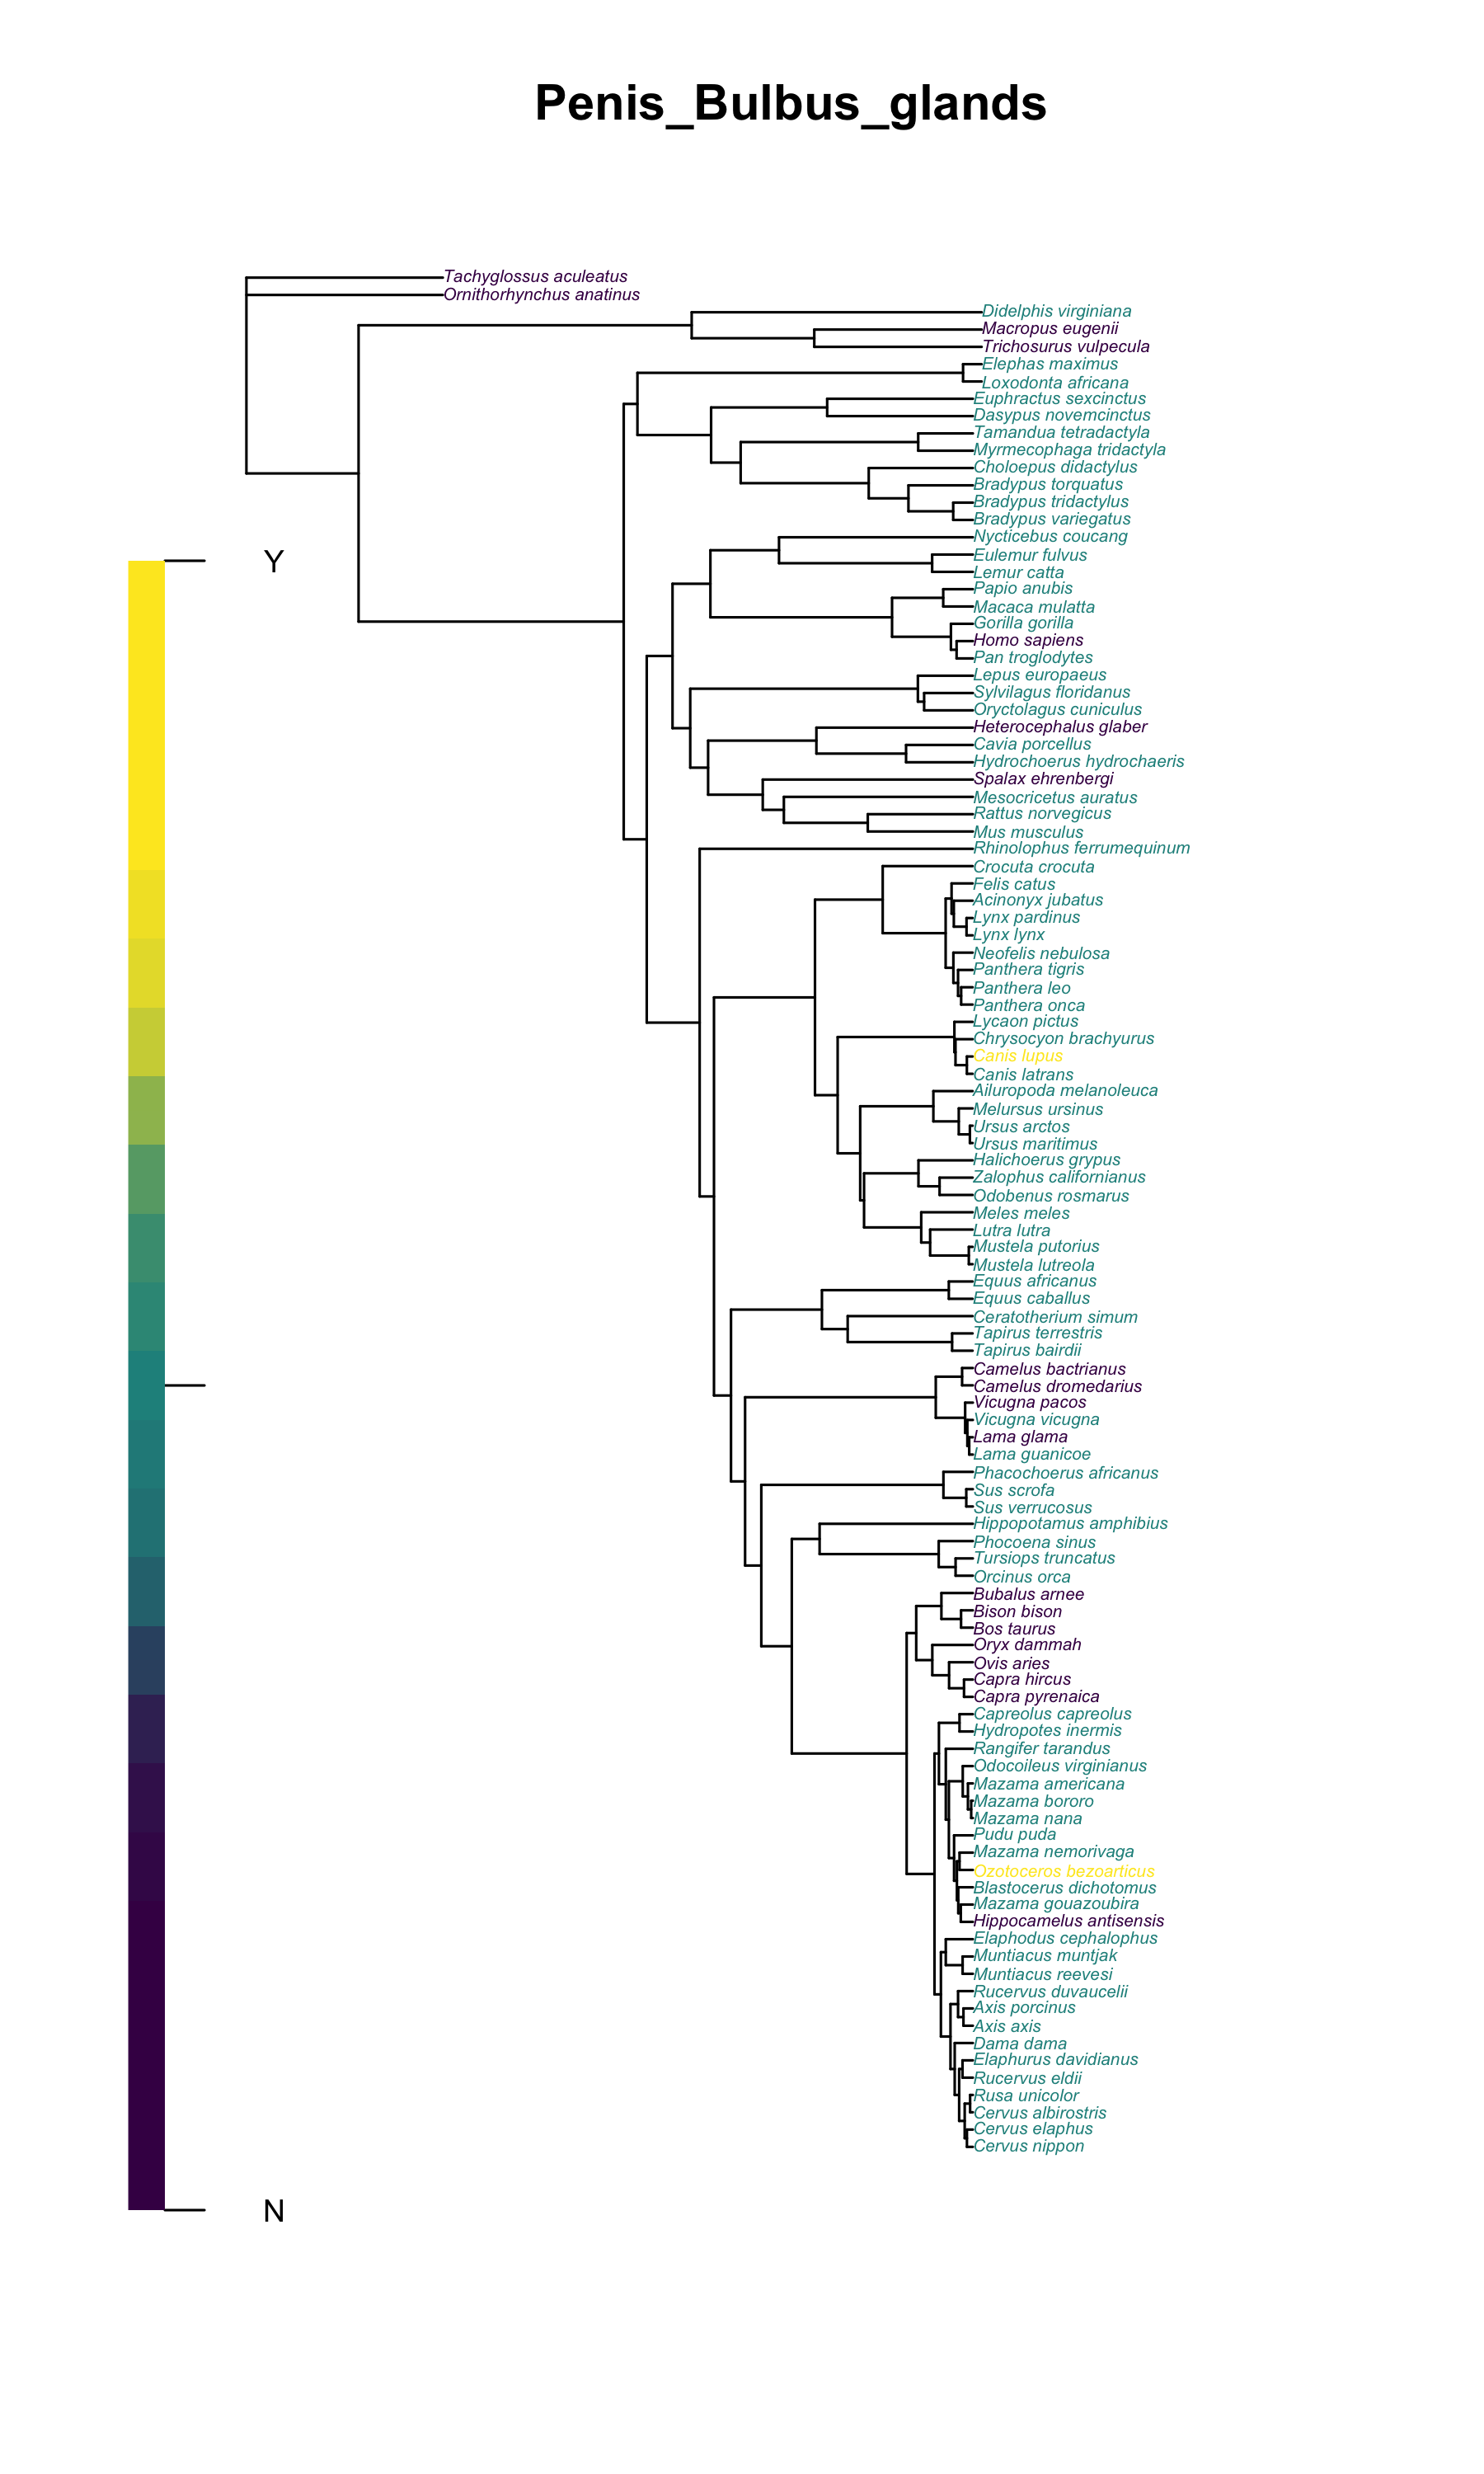 Penis_Bulbus_glands
Tachyglossus aculeatus
Ornithorhynchus anatinus
Didelphis virginiana
Macropus eugenii
Trichosurus vulpecula
Elephas maximus
Loxodonta africana
Euphractus sexcinctus
Dasypus novemcinctus
Tamandua tetradactyla
Myrmecophaga tridactyla
Choloepus didactylus
Bradypus torquatus
Bradypus tridactylus
Bradypus variegatus
Nycticebus coucang
Y
Eulemur fulvus
Lemur catta
Papio anubis
Macaca mulatta
Gorilla gorilla
Homo sapiens
Pan troglodytes
Lepus europaeus
Sylvilagus floridanus
Oryctolagus cuniculus
Heterocephalus glaber
Cavia porcellus
Hydrochoerus hydrochaeris
Spalax ehrenbergi
Mesocricetus auratus
Rattus norvegicus
Mus musculus
Rhinolophus ferrumequinum
Crocuta crocuta
Felis catus
Acinonyx jubatus
Lynx pardinus
Lynx lynx
Neofelis nebulosa
Panthera tigris
Panthera leo
Panthera onca
Lycaon pictus
Chrysocyon brachyurus
Canis lupus
Canis latrans
Ailuropoda melanoleuca
Melursus ursinus
Ursus arctos
Ursus maritimus
Halichoerus grypus
Zalophus californianus
Odobenus rosmarus
Meles meles
Lutra lutra
Mustela putorius
Mustela lutreola
Equus africanus
Equus caballus
Ceratotherium simum
Tapirus terrestris
Tapirus bairdii
Camelus bactrianus
Camelus dromedarius
Vicugna pacos
Vicugna vicugna
Lama glama
Lama guanicoe
Phacochoerus africanus
Sus scrofa
Sus verrucosus
Hippopotamus amphibius
Phocoena sinus
Tursiops truncatus
Orcinus orca
Bubalus arnee
Bison bison
Bos taurus
Oryx dammah
Ovis aries
Capra hircus
Capra pyrenaica
Capreolus capreolus
Hydropotes inermis
Rangifer tarandus
Odocoileus virginianus
Mazama americana
Mazama bororo
Mazama nana
Pudu puda
Mazama nemorivaga
Ozotoceros bezoarticus
Blastocerus dichotomus
Mazama gouazoubira
Hippocamelus antisensis
Elaphodus cephalophus
Muntiacus muntjak
Muntiacus reevesi
Rucervus duvaucelii
Axis porcinus
Axis axis
Dama dama
Elaphurus davidianus
Rucervus eldii
Rusa unicolor
Cervus albirostris
Cervus elaphus
Cervus nippon
N